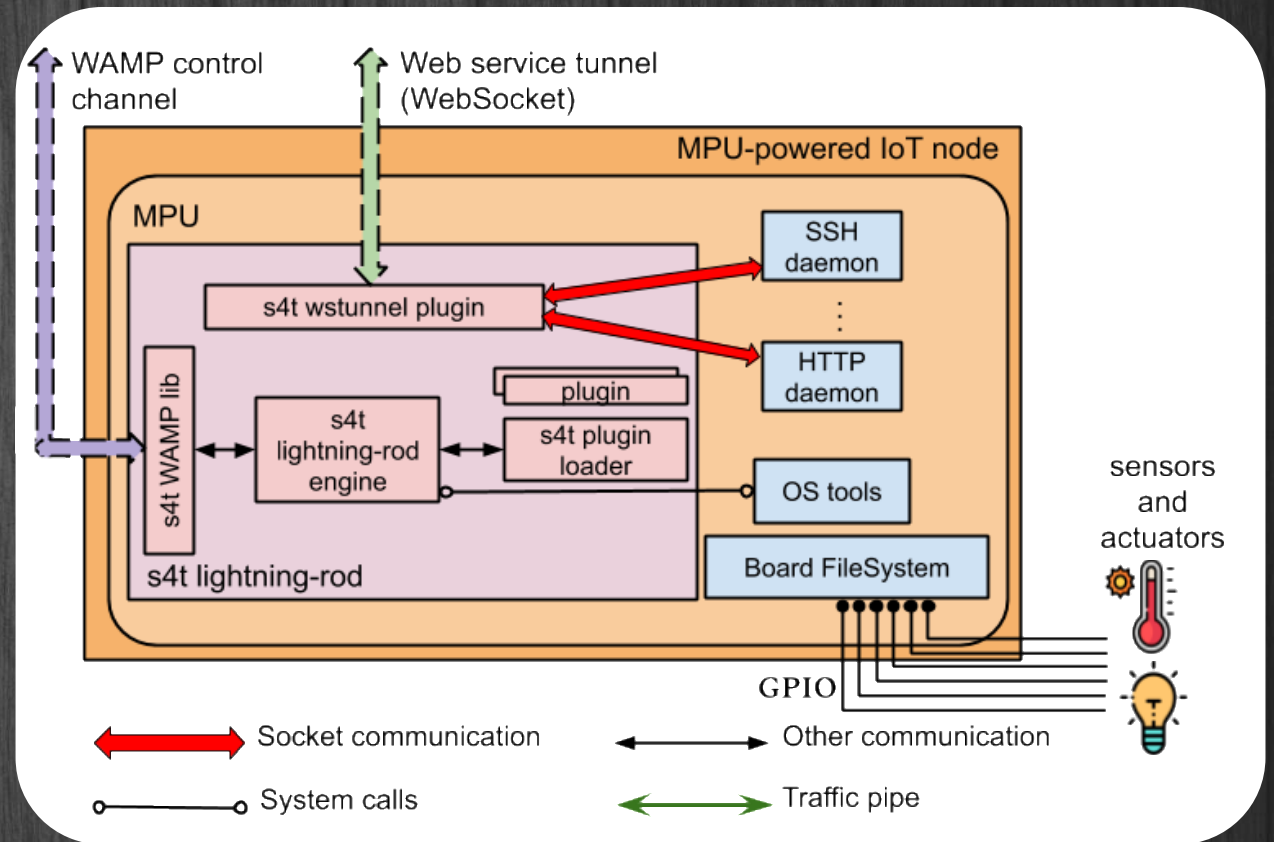 WAMP control
channel
Web service tunnel
(WebSocket)
MPU-powered IoT node
MPU
SSH
daemon
s4t wstunnel plugin
HTTP
daemon
s4t WAMP lib
s4t
lightning-rod
engine
plugin
s4t plugin
loader
OS tools
Board FileSystem
s4t lightning-rod
sensors
and
actuators
GPIO
Socket communication
Other communication
System calls
Traffic pipe